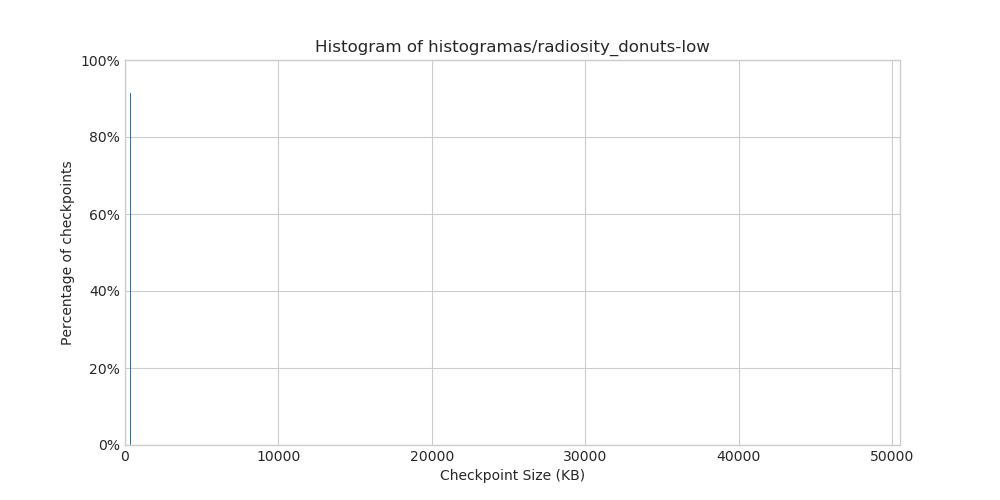 Histogram of histogramas/radiosity_donuts-low
100%
80%
60%
40%
20%
0%
Percentage of checkpoints
0 10000 20000 30000 40000 50000
Checkpoint Size (KB)